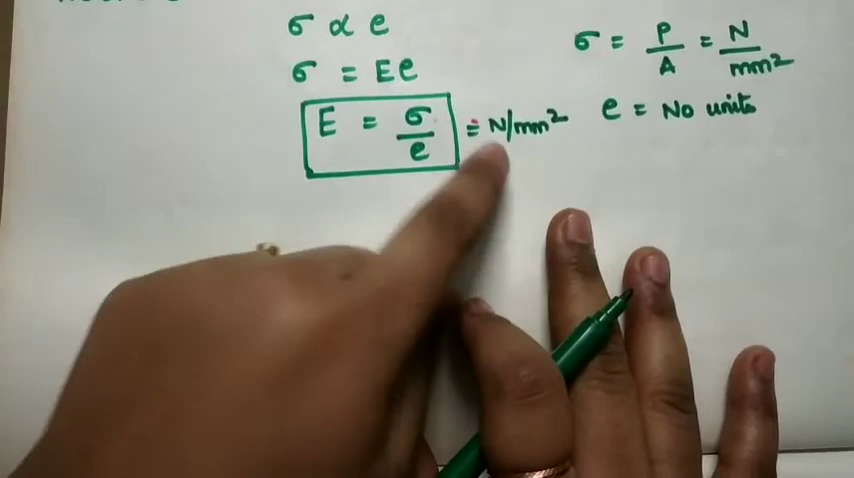 σ ∝ e
σ = Ee
E = σ/e = N/mm²
σ = P/A = N/mm²
e = No units